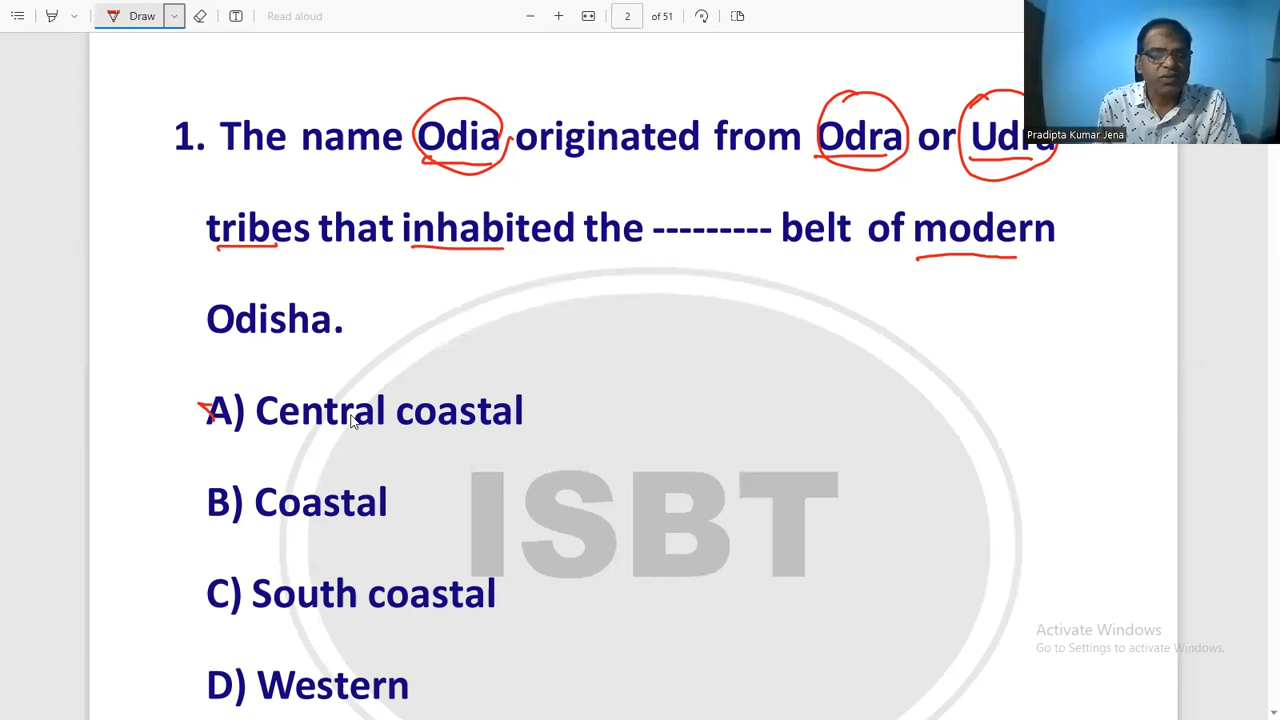 Draw
Read aloud
2
of 51
1. The name Odia originated from Odra or Udra
tribes that inhabited the --------- belt of modern
Odisha.
A) Central coastal
B) Coastal
C) South coastal
D) Western
ISBT
Pradipta Kumar Jena
Activate Windows
Go to Settings to activate Windows.